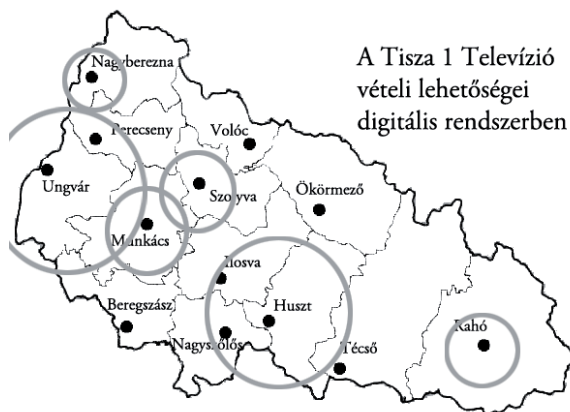 A Tisza 1 Televízió
vételi lehetőségei
digitális rendszerben
Nagyberezna
Perecseny
Volóc
Ungvár
Szolyva
Ökörmező
Munkács
Ilosva
Beregszász
Huszt
Nagyszőlős
Técső
Rahó